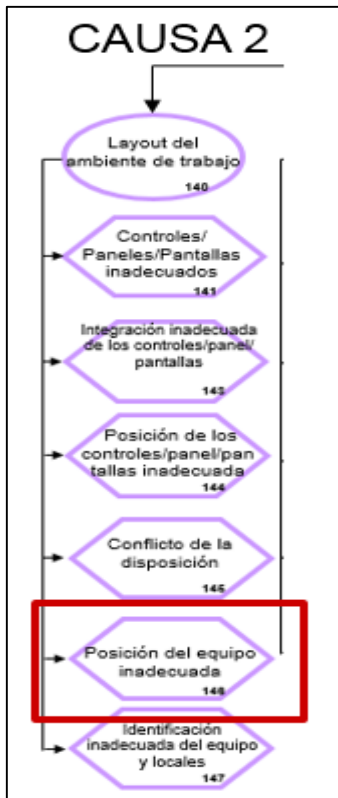 CAUSA 2
Layout del
ambiente de trabajo
140
Controles/
Paneles/Pantallas
inadecuados
141
Integración inadecuada
de los controles/panel/
pantallas
143
Posición de los
controles/panel/pan
tallas inadecuada
144
Conflicto de la
disposición
145
Posición del equipo
inadecuada
146
Identificación
inadecuada del equipo
y locales
147